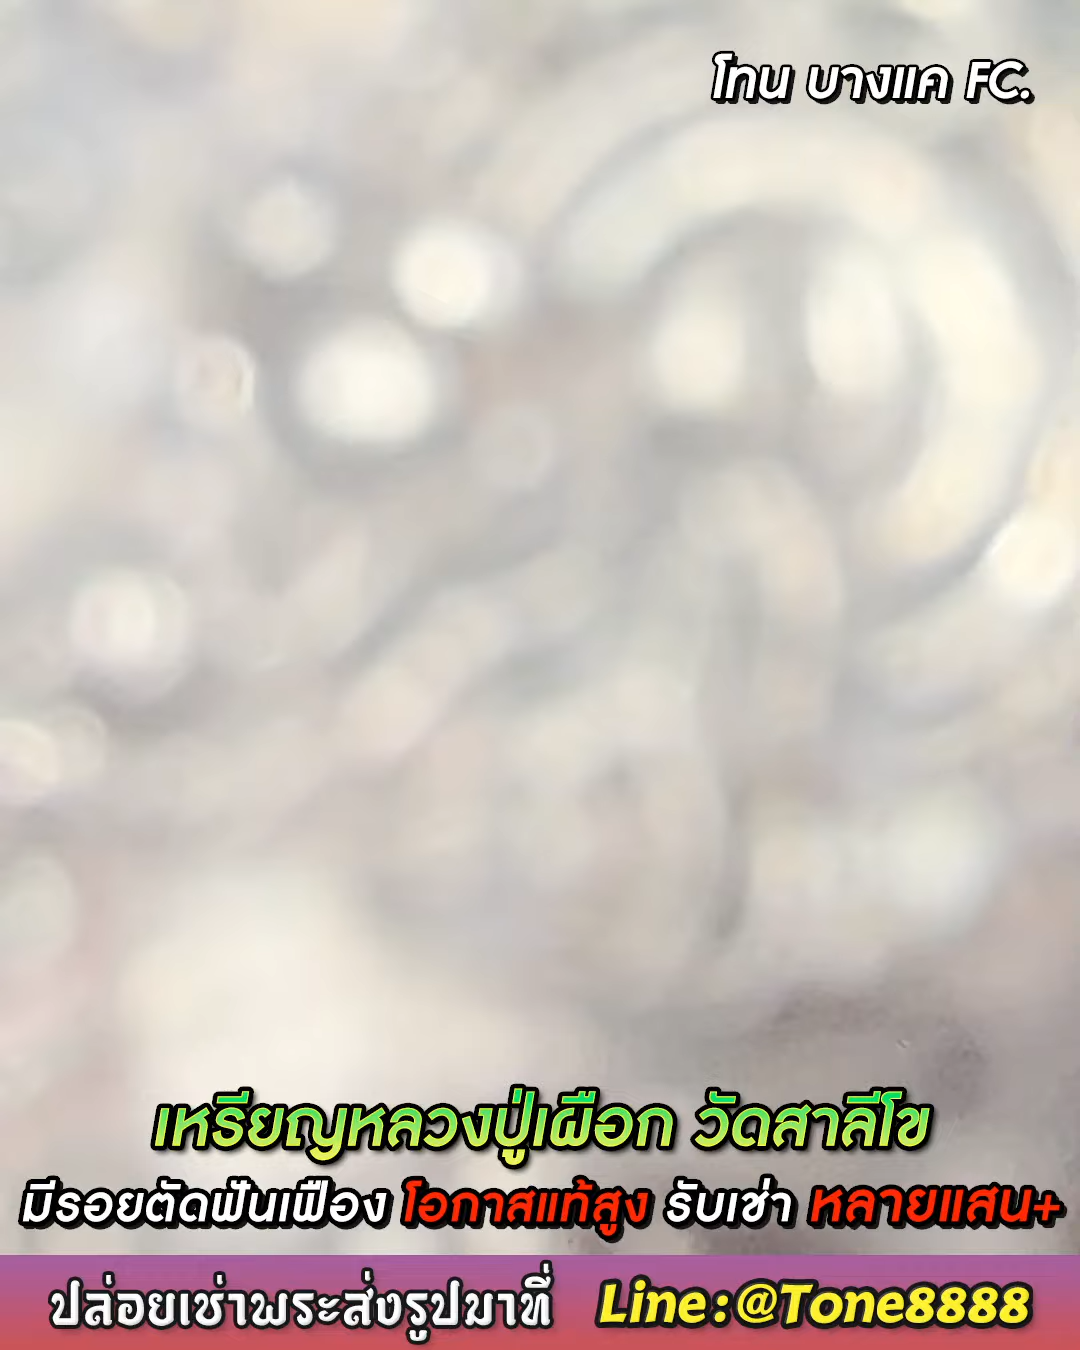 โทน บางแค FC.
เหรียญหลวงปู่เผือก วัดสาลีโข
มีรอยตัดฟันเฟือง โอกาสแท้สูง รับเช่า หลายแสน+
ปล่อยเช่าพระส่งรูปมาที่ Line:@Tone8888